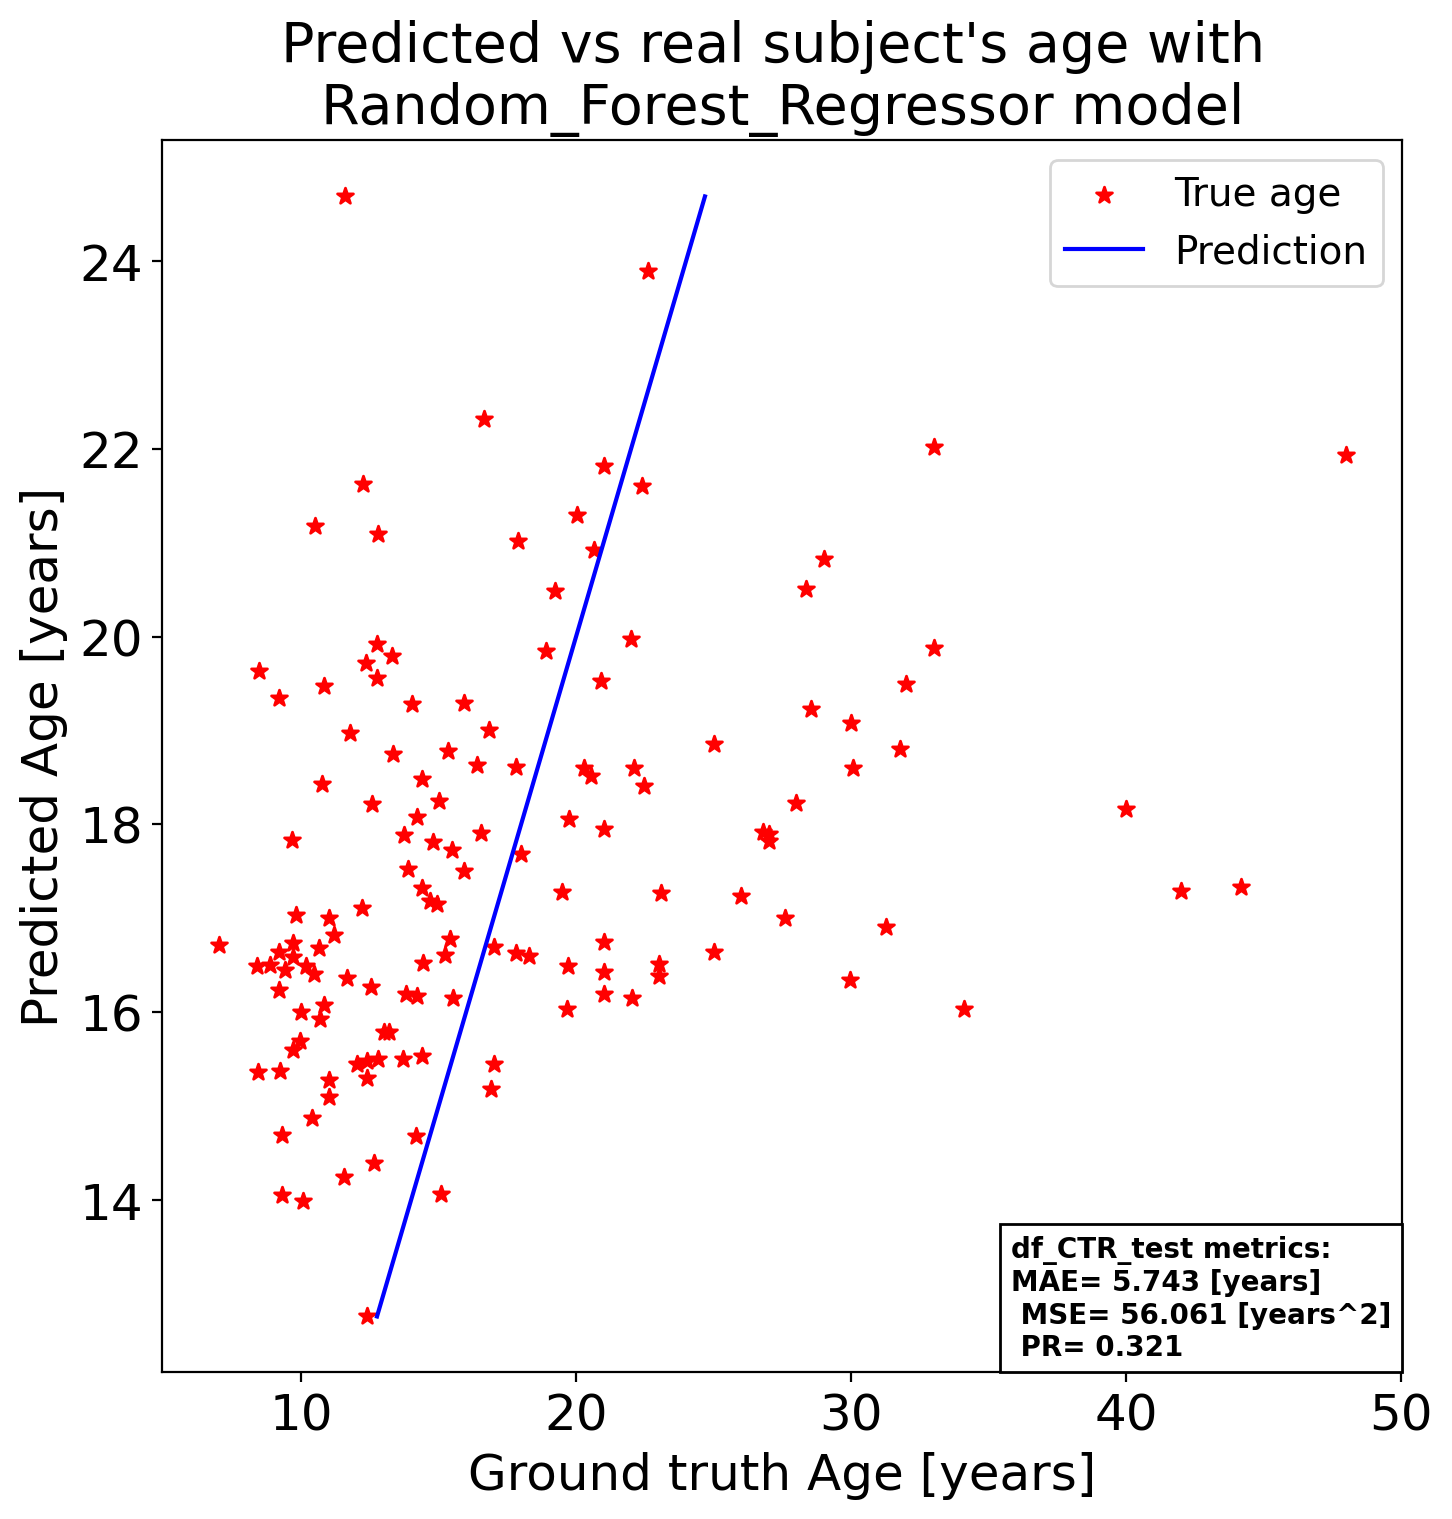 Predicted vs real subject's age with
Random_Forest_Regressor model
True age
Prediction
24
22
20
18
16
14
Predicted Age [years]
df_CTR_test metrics:
MAE= 5.743 [years]
MSE= 56.061 [years^2]
PR= 0.321
10
20
30
40
50
Ground truth Age [years]